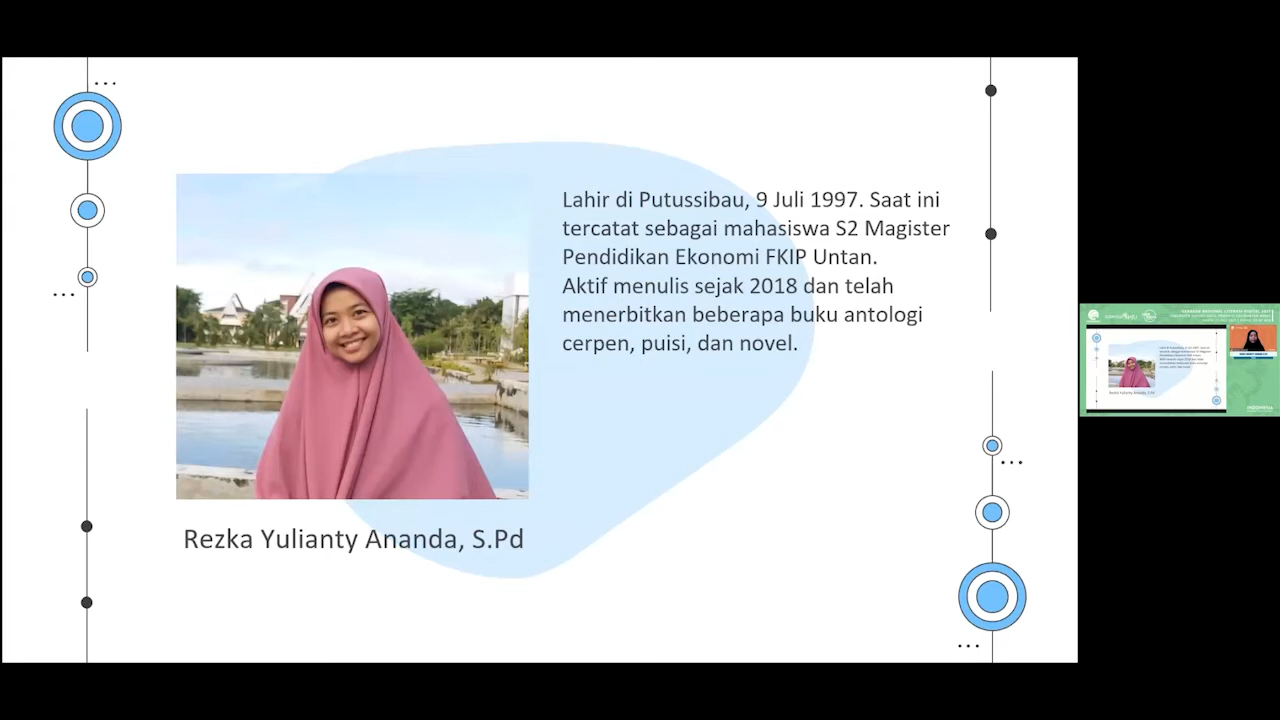 Lahir di Putussibau, 9 Juli 1997. Saat ini
tercatat sebagai mahasiswa S2 Magister
Pendidikan Ekonomi FKIP Untan.
Aktif menulis sejak 2018 dan telah
menerbitkan beberapa buku antologi
cerpen, puisi, dan novel.
Rezka Yulianty Ananda, S.Pd